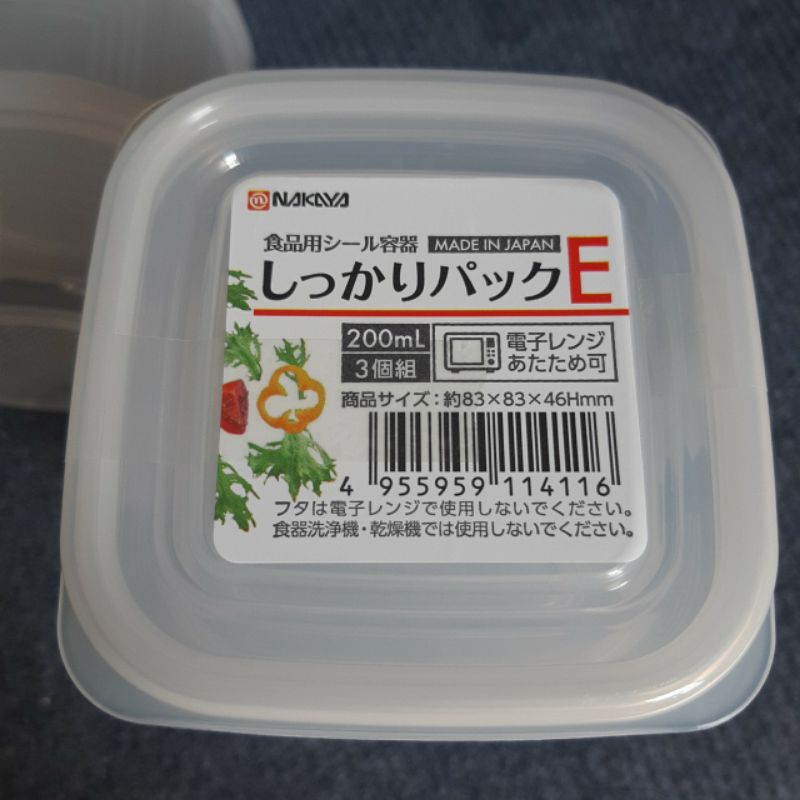 NAKAYA
食品用シール容器 MADE IN JAPAN
しっかりパックE
200mL
3個組
電子レンジ
あたため可
商品サイズ：約83×83×46Hmm
4 955959 114116
フタは電子レンジで使用しないでください。
食器洗浄機・乾燥機では使用しないでください。